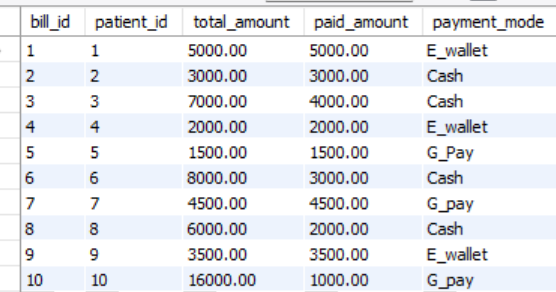 bill_id patient_id total_amount paid_amount payment_mode
1 1 5000.00 5000.00 E_wallet
2 2 3000.00 3000.00 Cash
3 3 7000.00 4000.00 Cash
4 4 2000.00 2000.00 E_wallet
5 5 1500.00 1500.00 G_Pay
6 6 8000.00 3000.00 Cash
7 7 4500.00 4500.00 G_pay
8 8 6000.00 2000.00 Cash
9 9 3500.00 3500.00 E_wallet
10 10 16000.00 1000.00 G_pay